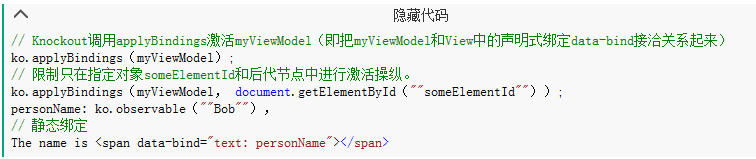 隐藏代码
// Knockout调用applyBindings激活myViewModel（即把myViewModel和View中的声明式绑定data-bind接洽关系起来）
ko.applyBindings（myViewModel）;
// 限制只在指定对象someElementId和后代节点中进行激活操纵。
ko.applyBindings（myViewModel, document.getElementById（""someElementId""））;
personName: ko.observable（""Bob""）,
// 静态绑定
The name is <span data-bind="text: personName"></span>